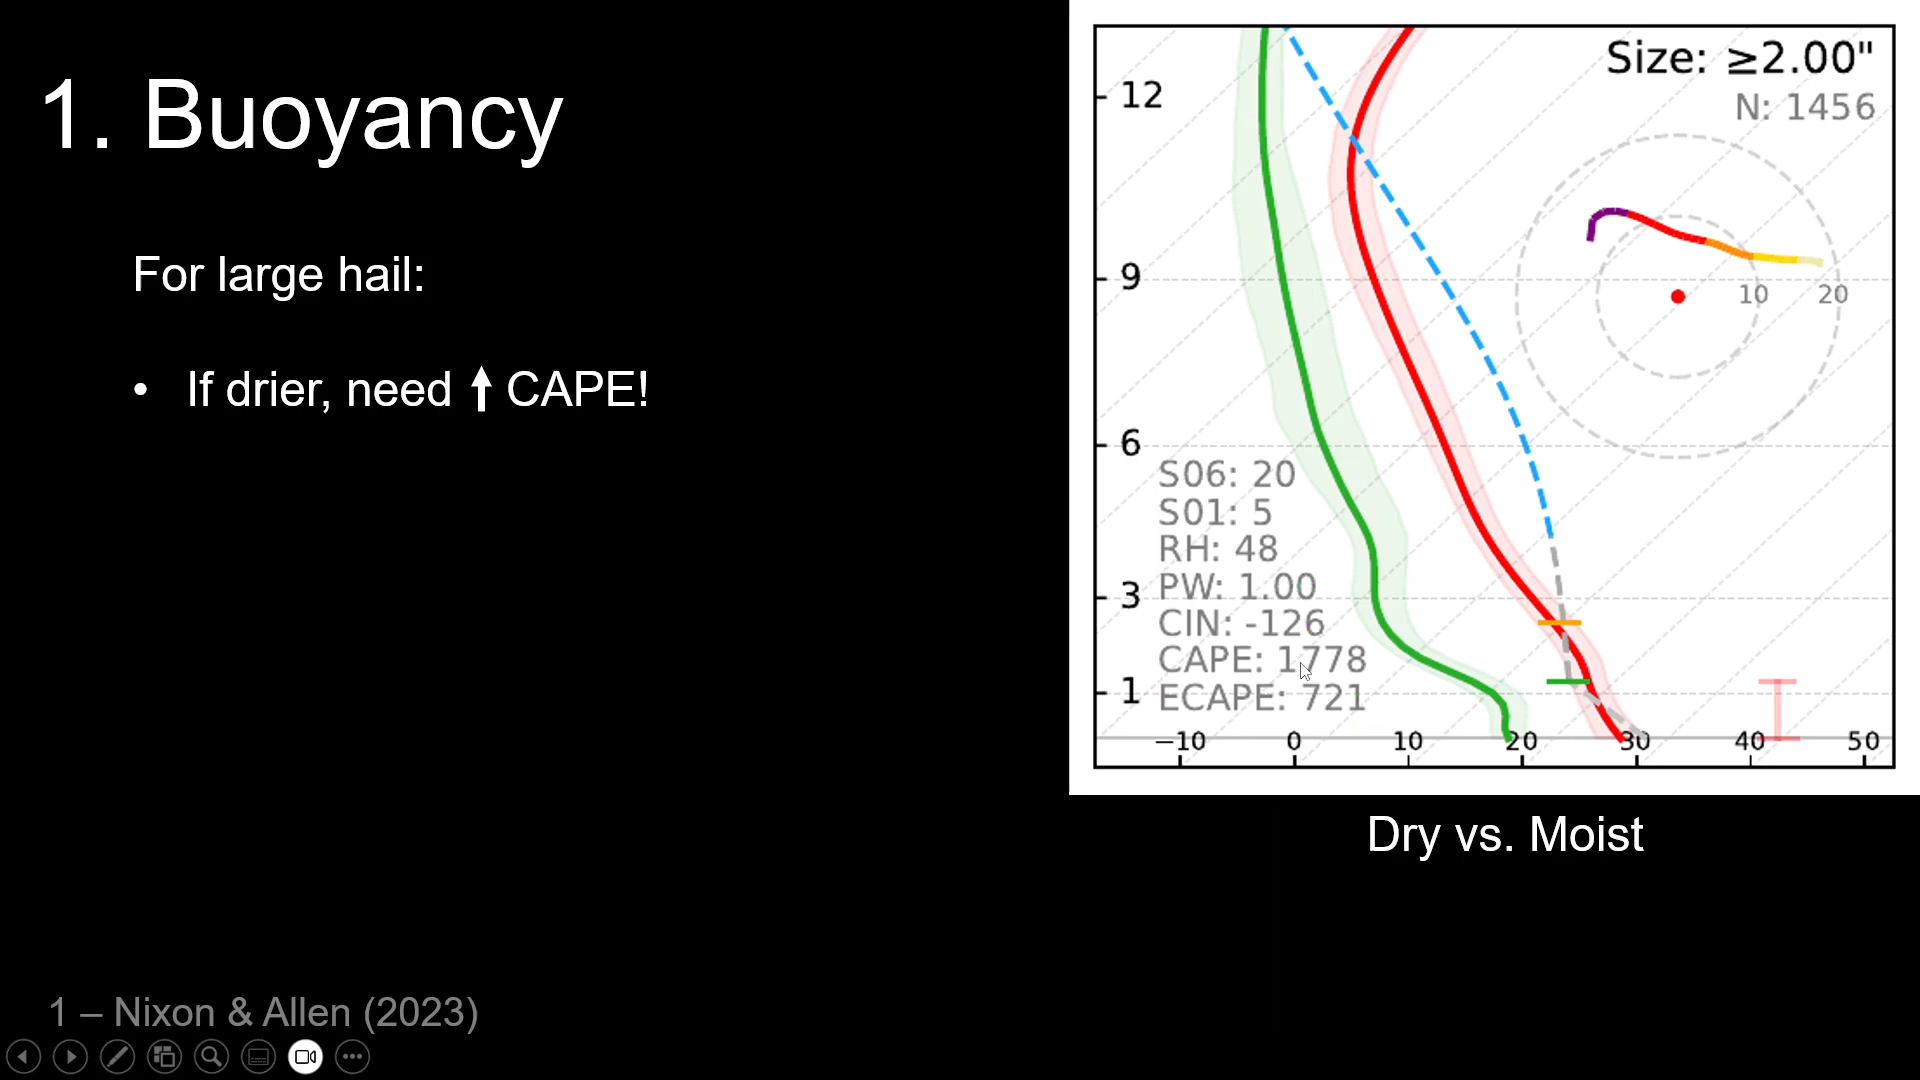 1. Buoyancy
For large hail:
• If drier, need ↑ CAPE!
Size: ≥2.00"
N: 1456
12
9
6
3
1
10 20
S06: 20
S01: 5
RH: 48
PW: 1.00
CIN: -126
CAPE: 1778
ECAPE: 721
−10 0 10 20 30 40 50
Dry vs. Moist
1 – Nixon & Allen (2023)